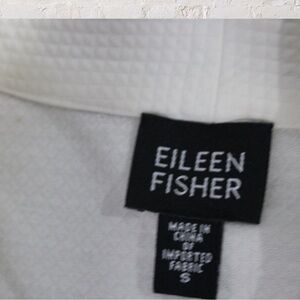 EILEEN
FISHER
MADE IN
CHINA
OF
IMPORTED
FABRIC
S